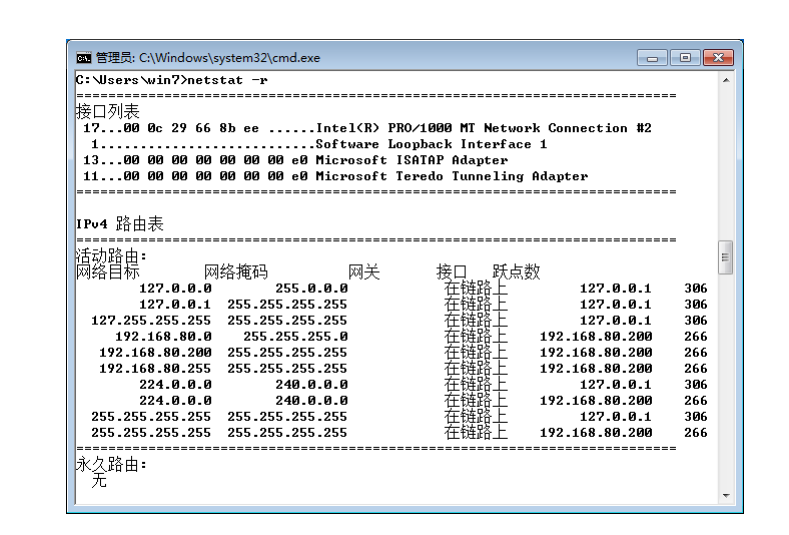 管理员: C:\Windows\system32\cmd.exe
C:\Users\win7>netstat -r
===========================================================================
接口列表
 17...00 0c 29 66 8b ee ......Intel(R) PRO/1000 MT Network Connection #2
  1...........................Software Loopback Interface 1
 13...00 00 00 00 00 00 00 e0 Microsoft ISATAP Adapter
 11...00 00 00 00 00 00 00 e0 Microsoft Teredo Tunneling Adapter
===========================================================================
IPv4 路由表
===========================================================================
活动路由:
网络目标        网络掩码          网关       接口   跃点数
        127.0.0.0        255.0.0.0            在链路上         127.0.0.1    306
        127.0.0.1  255.255.255.255            在链路上         127.0.0.1    306
  127.255.255.255  255.255.255.255            在链路上         127.0.0.1    306
     192.168.80.0    255.255.255.0            在链路上    192.168.80.200    266
   192.168.80.200  255.255.255.255            在链路上    192.168.80.200    266
   192.168.80.255  255.255.255.255            在链路上    192.168.80.200    266
        224.0.0.0        240.0.0.0            在链路上         127.0.0.1    306
        224.0.0.0        240.0.0.0            在链路上    192.168.80.200    266
  255.255.255.255  255.255.255.255            在链路上         127.0.0.1    306
  255.255.255.255  255.255.255.255            在链路上    192.168.80.200    266
===========================================================================
永久路由:
  无